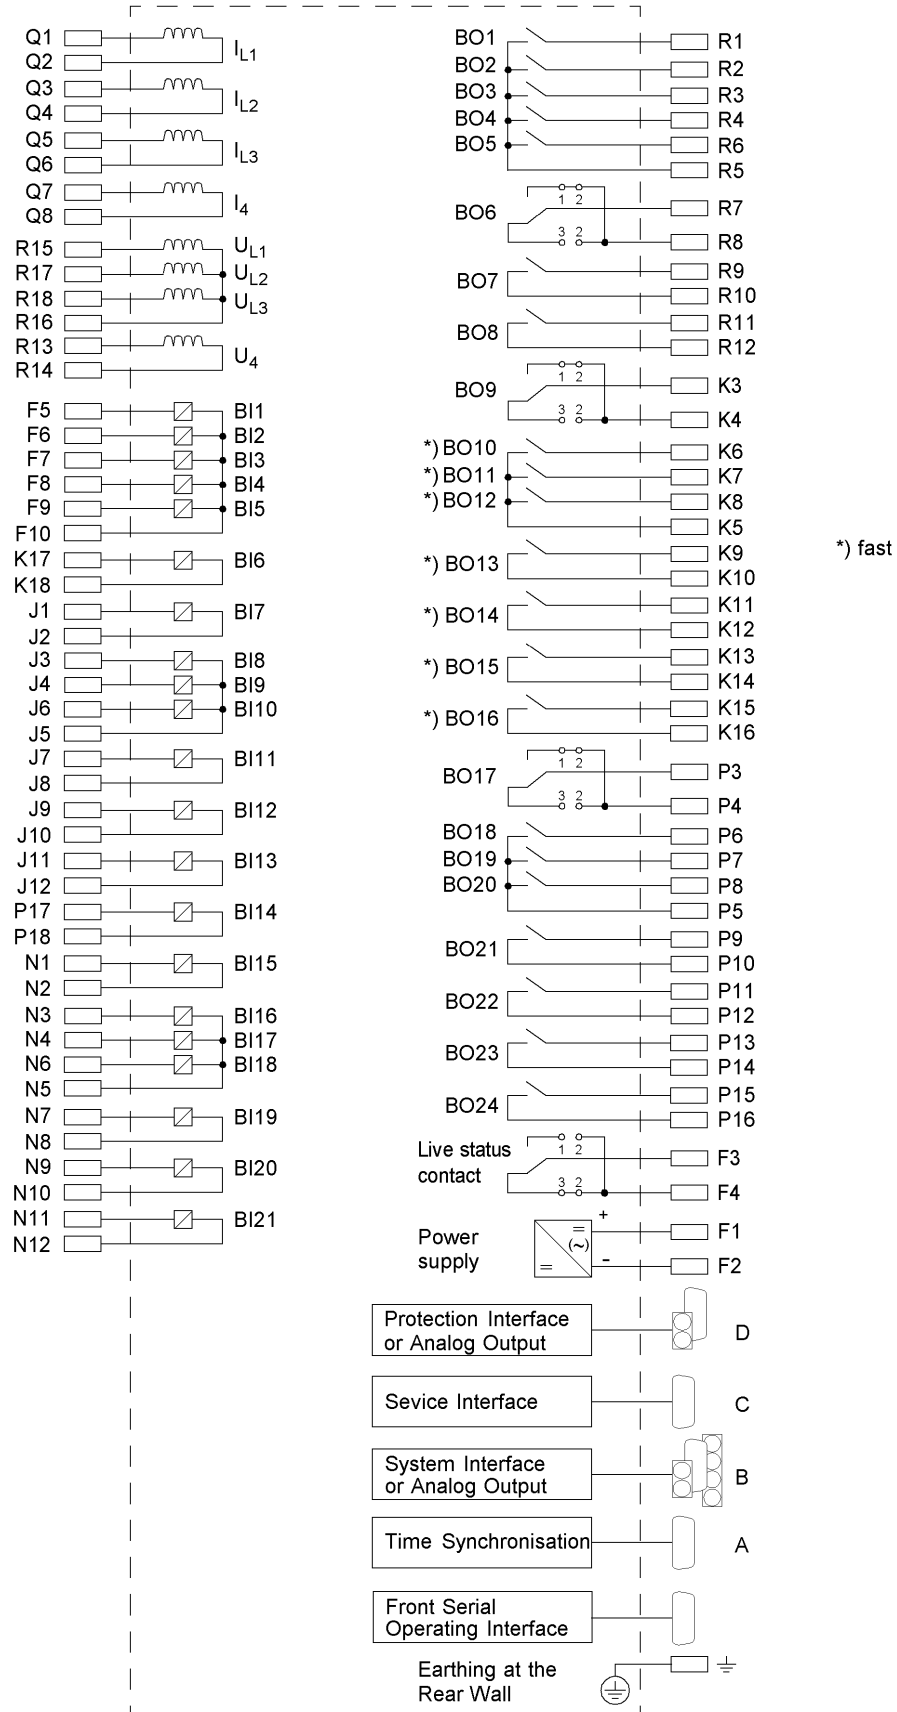 Q1
Q2
I L1
Q3
Q4
I L2
Q5
Q6
I L3
Q7
Q8
I 4
R15 U L1
R17 U L2
R18 U L3
R16
R13
R14
U 4
F5 BI1
F6 BI2
F7 BI3
F8 BI4
F9 BI5
F10
K17 BI6
K18
J1 BI7
J2
J3 BI8
J4 BI9
J6 BI10
J5
J7 BI11
J8
J9 BI12
J10
J11 BI13
J12
P17 BI14
P18
N1 BI15
N2
N3 BI16
N4 BI17
N6 BI18
N5
N7 BI19
N8
N9 BI20
N10
N11 BI21
N12
BO1 R1
BO2 R2
BO3 R3
BO4 R4
BO5 R6
R5
1 2
BO6 R7
3 2
R8
R9
BO7
R10
R11
BO8
R12
1 2
BO9 K3
3 2
K4
*) BO10 K6
*) BO11 K7
*) BO12 K8
K5
*) fast
K9
*) BO13
K10
K11
*) BO14
K12
K13
*) BO15
K14
K15
*) BO16
K16
1 2
BO17 P3
3 2
P4
BO18 P6
BO19 P7
BO20 P8
P5
P9
BO21
P10
P11
BO22
P12
P13
BO23
P14
P15
BO24
P16
Live status
contact
1 2
F3
3 2
F4
Power
supply
+
=
(~)
=
-
F1
F2
Protection Interface
or Analog Output
D
Sevice Interface
C
System Interface
or Analog Output
B
Time Synchronisation
A
Front Serial
Operating Interface
Earthing at the
Rear Wall